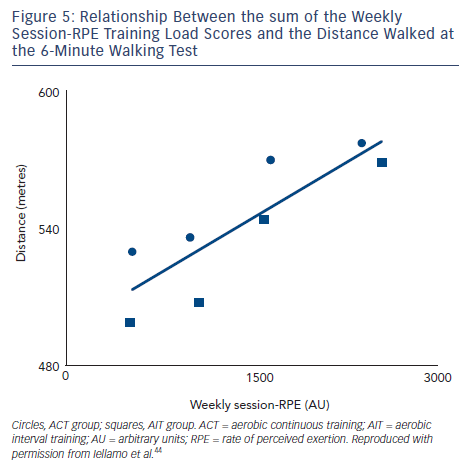 Figure 5: Relationship Between the sum of the Weekly
Session-RPE Training Load Scores and the Distance Walked at
the 6-Minute Walking Test
600
540
480
Distance (metres)
0
1500
3000
Weekly session-RPE (AU)
Circles, ACT group; squares, AIT group. ACT = aerobic continuous training; AIT = aerobic
interval training; AU = arbitrary units; RPE = rate of perceived exertion. Reproduced with
permission from Iellamo et al.44